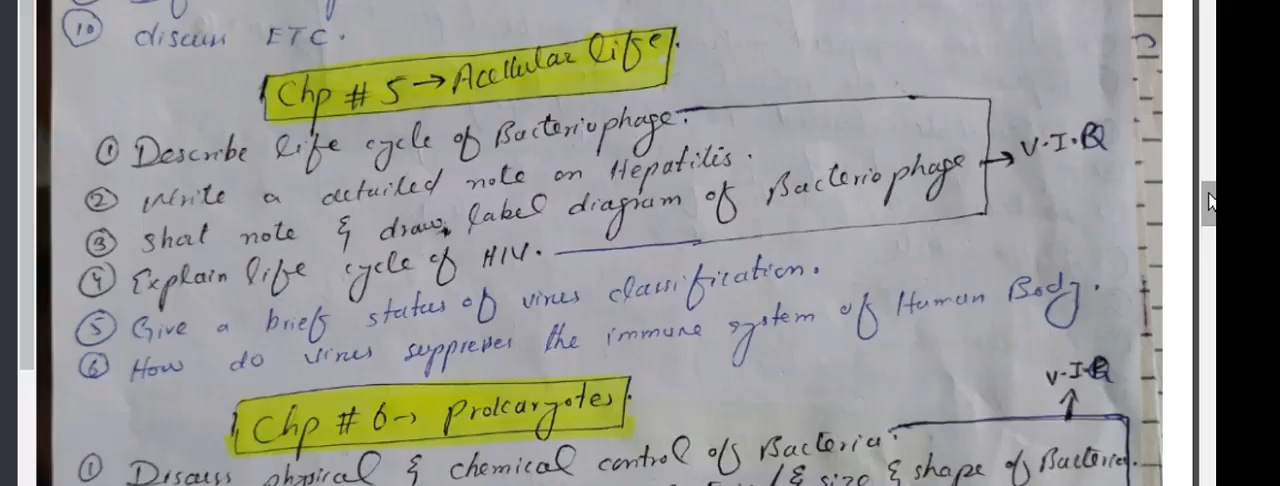 10 discuss ETC.
Chp # 5 → Acellular life.
1 Describe life cycle of Bacteriophage.
2 Write a detailed note on Hepatitis.
3 Short note & draw, label diagram of Bacteriophage → V.I.Q
4 Explain life cycle of HIV.
5 Give a brief status of virus classification.
6 How do virus suppresses the immune system of Human Body.
Chp # 6 → Prokaryotes.
V.I.Q
1 Discuss physical & chemical control of Bacteria.
& size & shape of Bacteria.